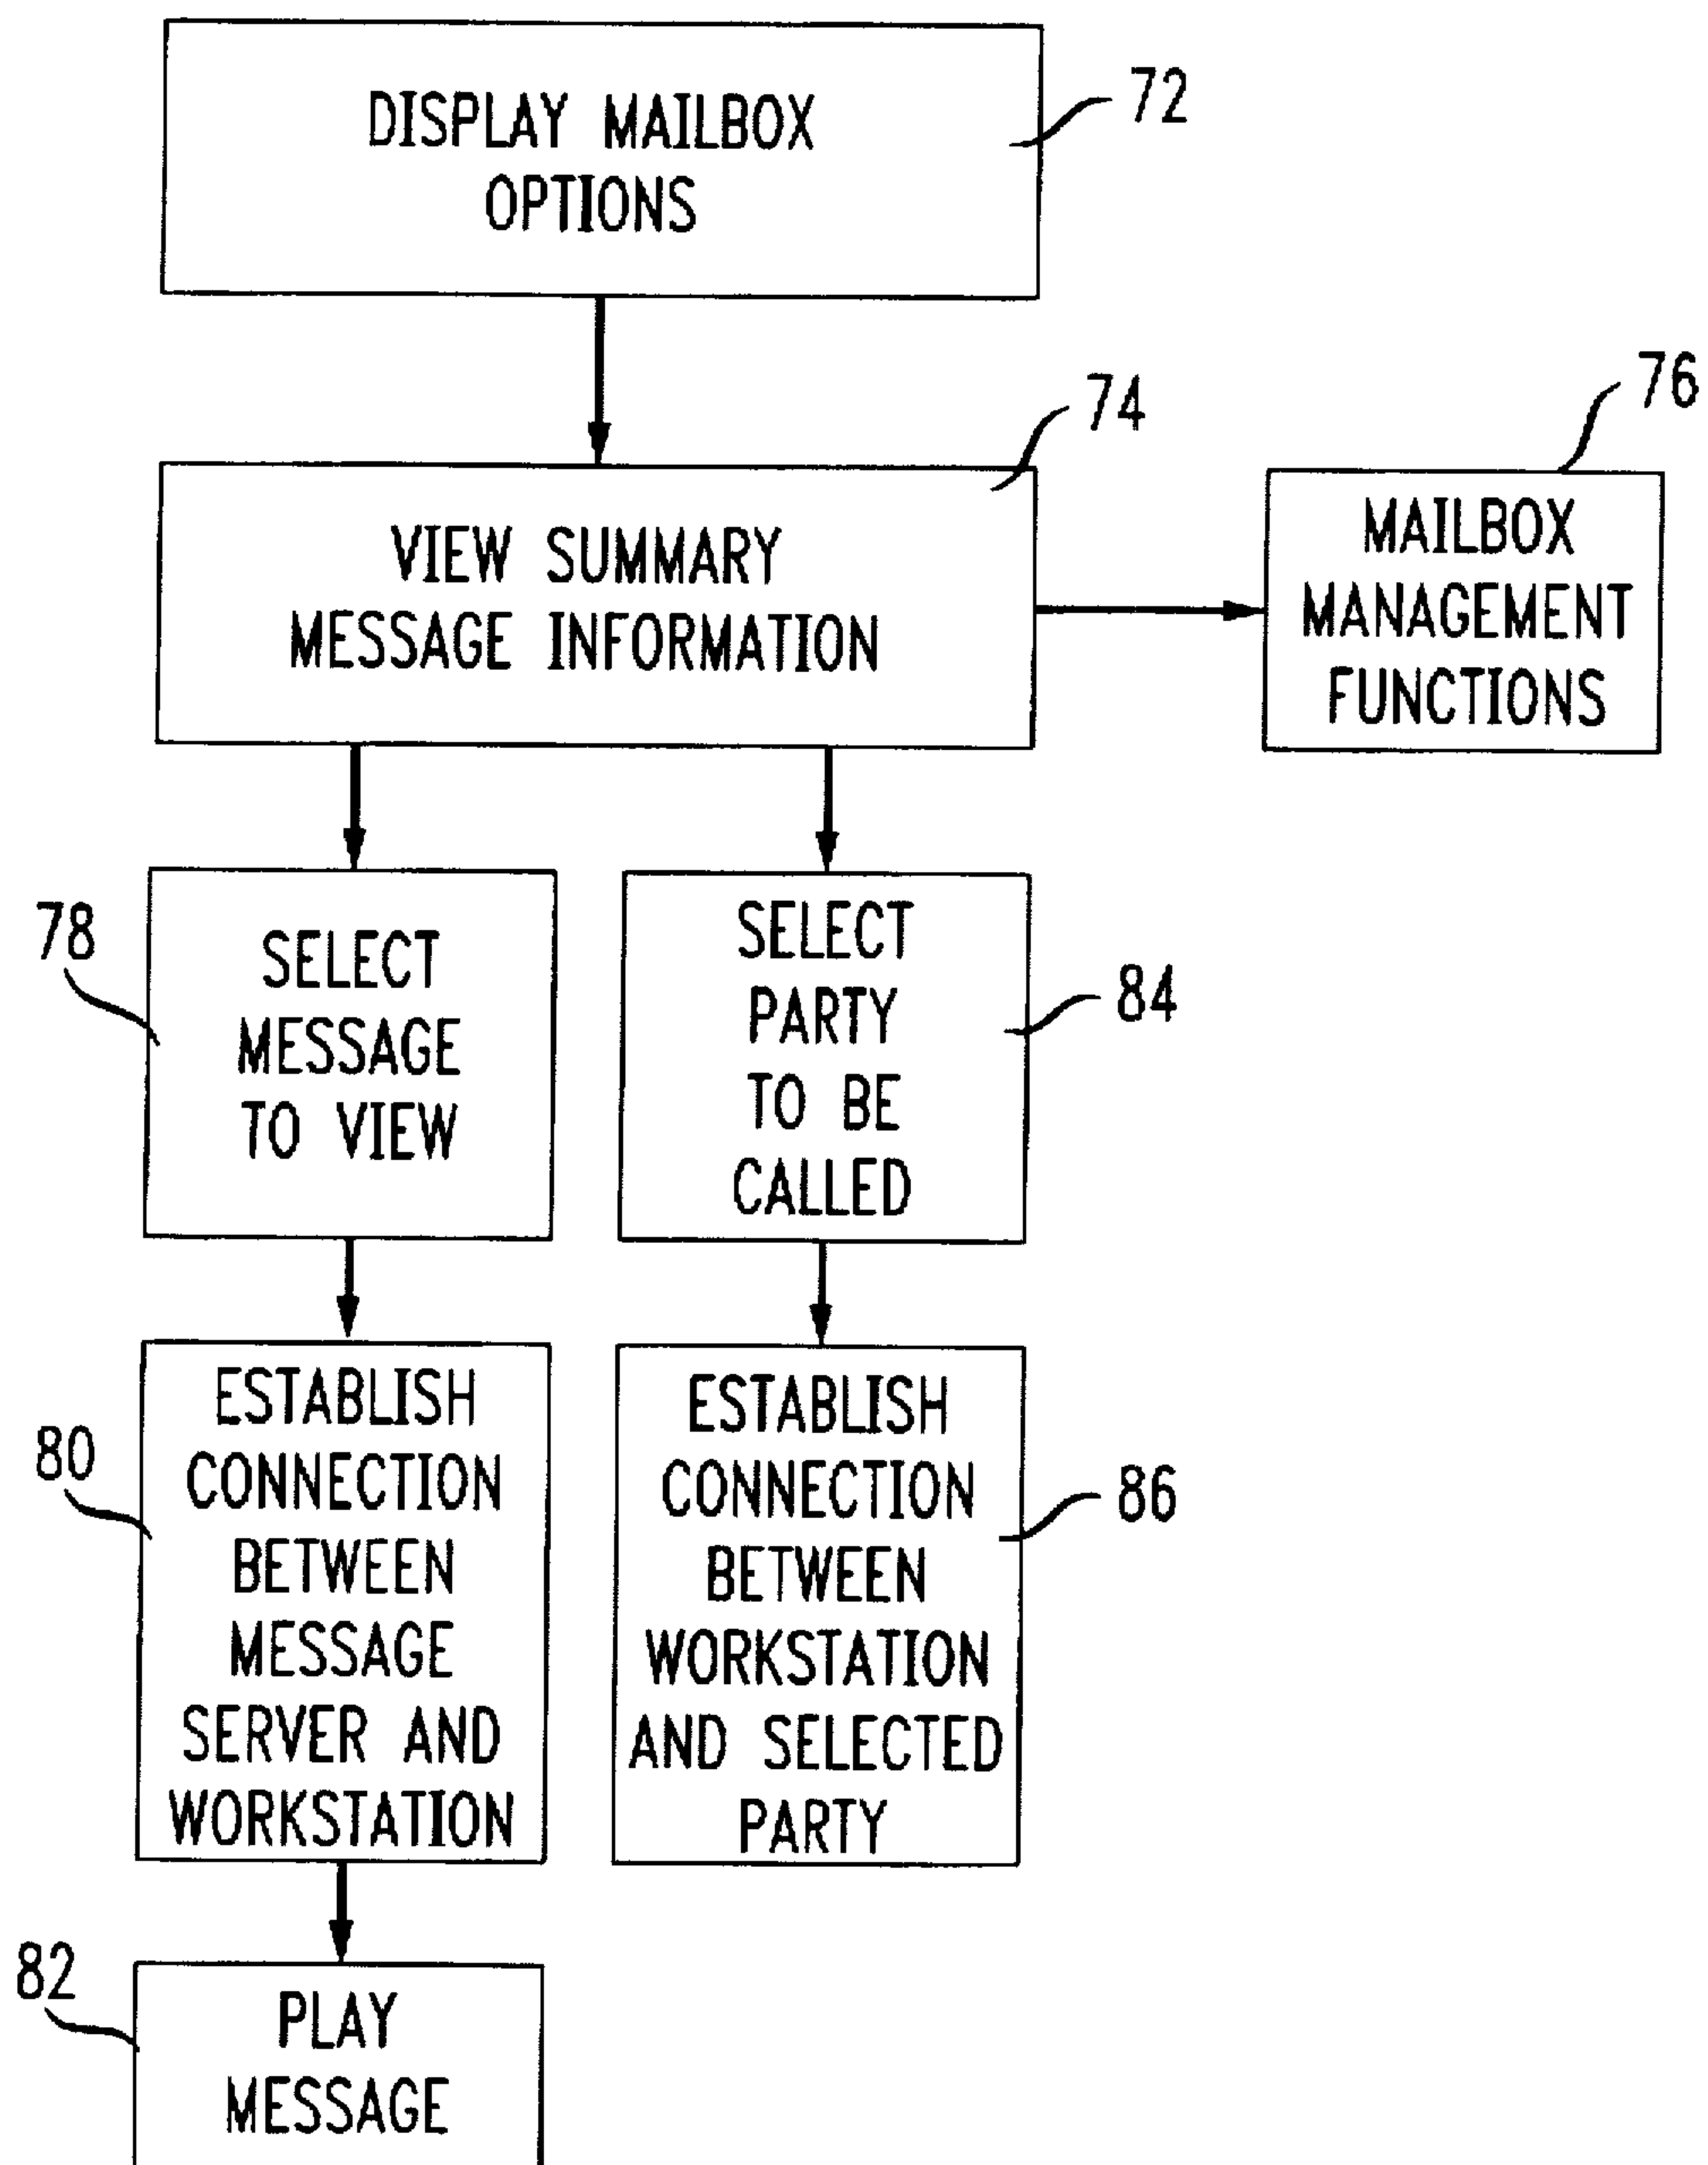 DISPLAY MAILBOX
OPTIONS
72
74
VIEW SUMMARY
MESSAGE INFORMATION
76
MAILBOX
MANAGEMENT
FUNCTIONS
78
SELECT
MESSAGE
TO VIEW
SELECT
PARTY
TO BE
CALLED
84
80
ESTABLISH
CONNECTION
BETWEEN
MESSAGE
SERVER AND
WORKSTATION
ESTABLISH
CONNECTION
BETWEEN
WORKSTATION
AND SELECTED
PARTY
86
82
PLAY
MESSAGE